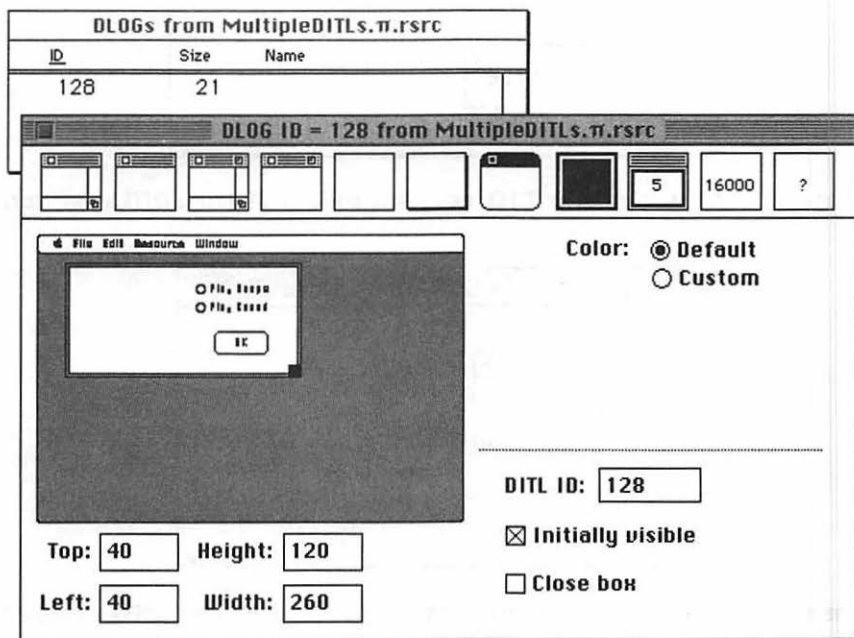 DLOGs from MultipleDITLs.π.rsrc
ID Size Name
128 21
DLOG ID = 128 from MultipleDITLs.π.rsrc
5 16000 ?
File Edit Resource Window
OK
Color: Default
Custom
DITL ID: 128
Initially visible
Close box
Top: 40 Height: 120
Left: 40 Width: 260